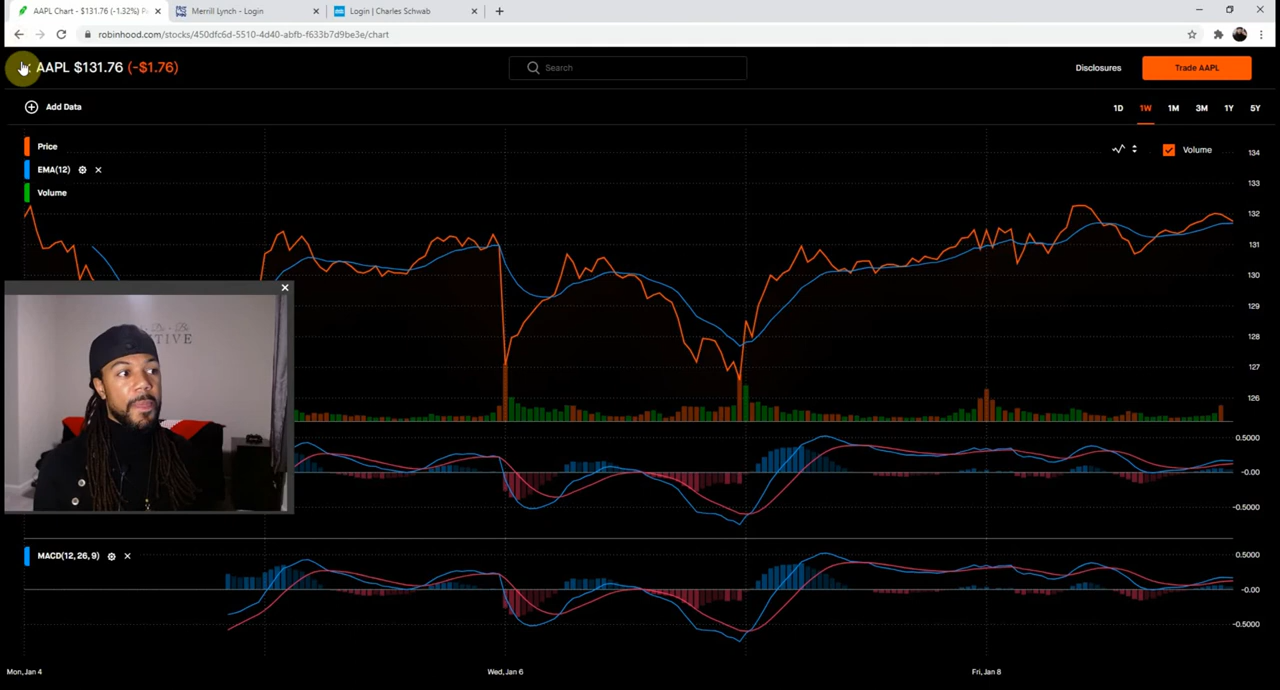 AAPL Chart - $131.76 (-1.32%)
Merrill Lynch - Login
Login | Charles Schwab
robinhood.com/stocks/450dfc6d-5510-4d40-abfb-f633b7d9be3e/chart
AAPL $131.76 (-$1.76)
Search
Disclosures
Trade AAPL
Add Data
1D 1W 1M 3M 1Y 5Y
Price
EMA(12)
Volume
Volume
134
133
132
131
130
129
128
127
126
0.5000
-0.00
-0.5000
MACD(12, 26, 9)
0.5000
-0.00
-0.5000
Mon, Jan 4
Wed, Jan 6
Fri, Jan 8